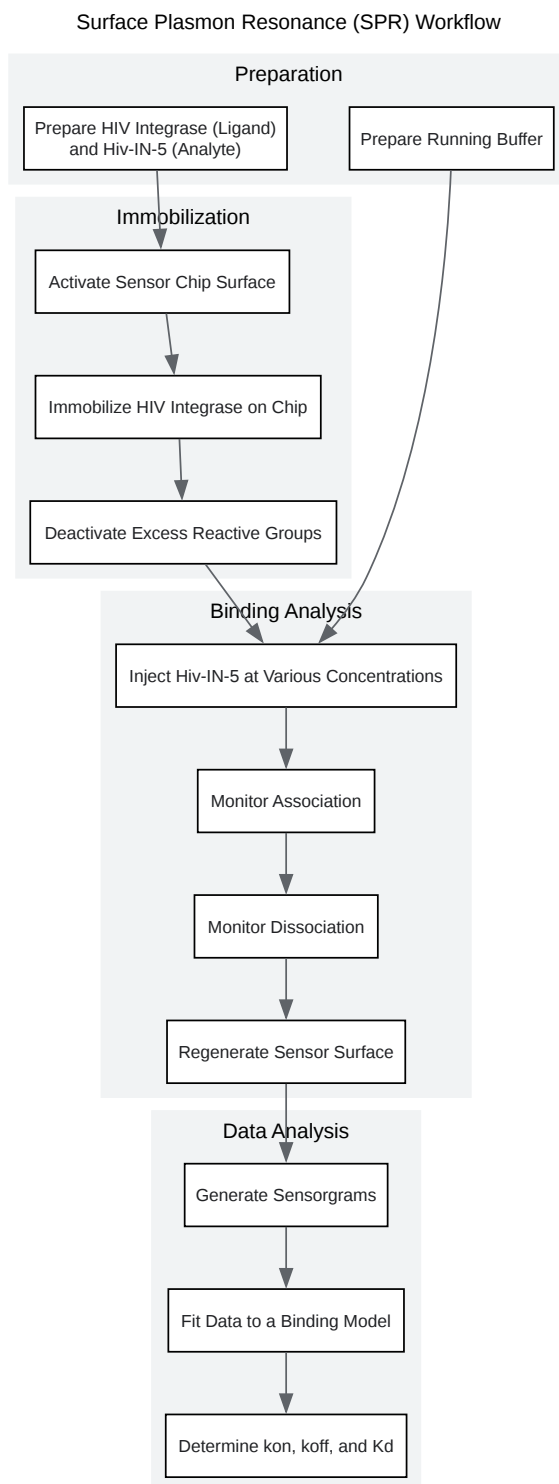 Surface Plasmon Resonance (SPR) Workflow
Preparation
Prepare HIV Integrase (Ligand)
and Hiv-IN-5 (Analyte)
Prepare Running Buffer
Immobilization
Activate Sensor Chip Surface
Immobilize HIV Integrase on Chip
Deactivate Excess Reactive Groups
Binding Analysis
Inject Hiv-IN-5 at Various Concentrations
Monitor Association
Monitor Dissociation
Regenerate Sensor Surface
Data Analysis
Generate Sensorgrams
Fit Data to a Binding Model
Determine kon, koff, and Kd